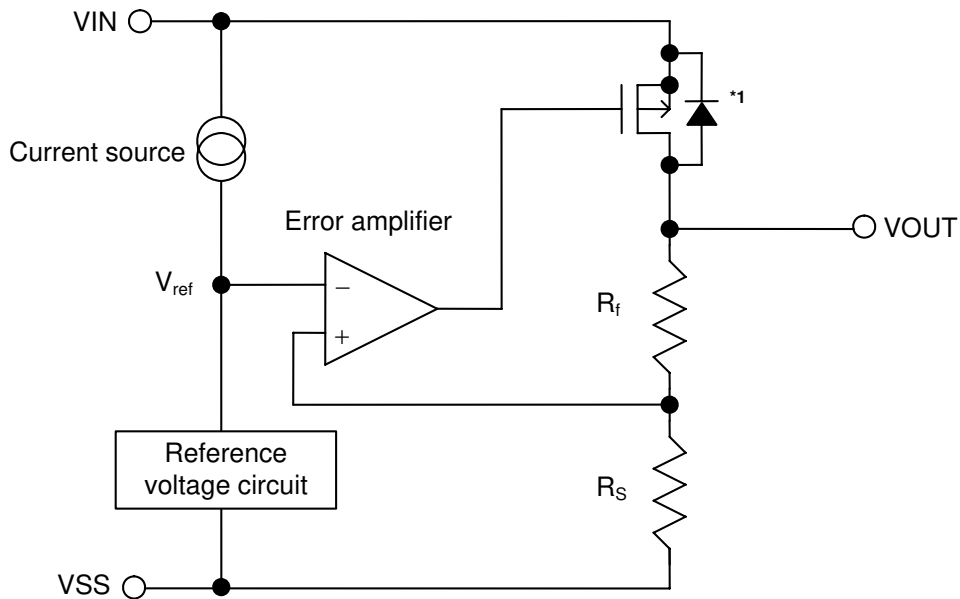 VIN
*1
Current source
Error amplifier
VOUT
Vref
−
+
Rf
Reference
voltage circuit
RS
VSS